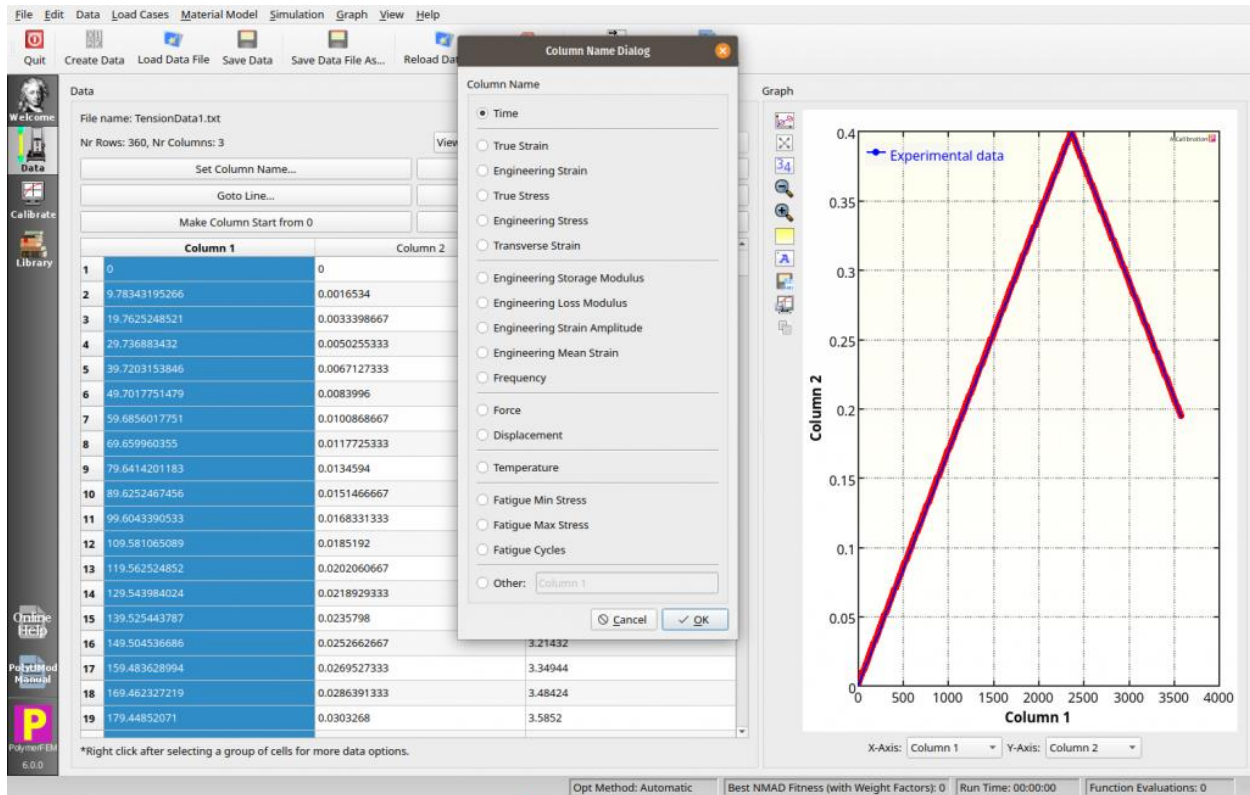 File Edit Data Load Cases Material Model Simulation Graph View Help
Quit Create Data Load Data File Save Data Save Data File As... Reload Dat
Column Name Dialog
Welcome
Data
Calibrate
Library
Online Help
PolyUMod Manual
PolymerFEM
6.0.0
Data
File name: TensionData1.txt
Nr Rows: 360, Nr Columns: 3
View
Set Column Name...
Goto Line...
Make Column Start from 0
Column 1 Column 2
1 0 0
2 9.78343195266 0.0016534
3 19.7625248521 0.0033398667
4 29.736883432 0.0050255333
5 39.7203153846 0.0067127333
6 49.7017751479 0.0083996
7 59.6856017751 0.0100868667
8 69.659960355 0.0117725333
9 79.6414201183 0.0134594
10 89.6252467456 0.0151466667
11 99.6043390533 0.0168331333
12 109.581065089 0.0185192
13 119.562524852 0.0202060667
14 129.543984024 0.0218929333
15 139.525443787 0.0235798
16 149.504536686 0.0252662667 3.21432
17 159.483628994 0.0269527333 3.34944
18 169.462327219 0.0286391333 3.48424
19 179.44852071 0.0303268 3.5852
*Right click after selecting a group of cells for more data options.
Column Name
Time
True Strain
Engineering Strain
True Stress
Engineering Stress
Transverse Strain
Engineering Storage Modulus
Engineering Loss Modulus
Engineering Strain Amplitude
Engineering Mean Strain
Frequency
Force
Displacement
Temperature
Fatigue Min Stress
Fatigue Max Stress
Fatigue Cycles
Other: Column 1
Cancel OK
Graph
34
A
MCalibration
Experimental data
0.4
0.35
0.3
0.25
0.2
0.15
0.1
0.05
0
Column 2
0 500 1000 1500 2000 2500 3000 3500 4000
Column 1
X-Axis: Column 1 Y-Axis: Column 2
Opt Method: Automatic Best NMAD Fitness (with Weight Factors): 0 Run Time: 00:00:00 Function Evaluations: 0